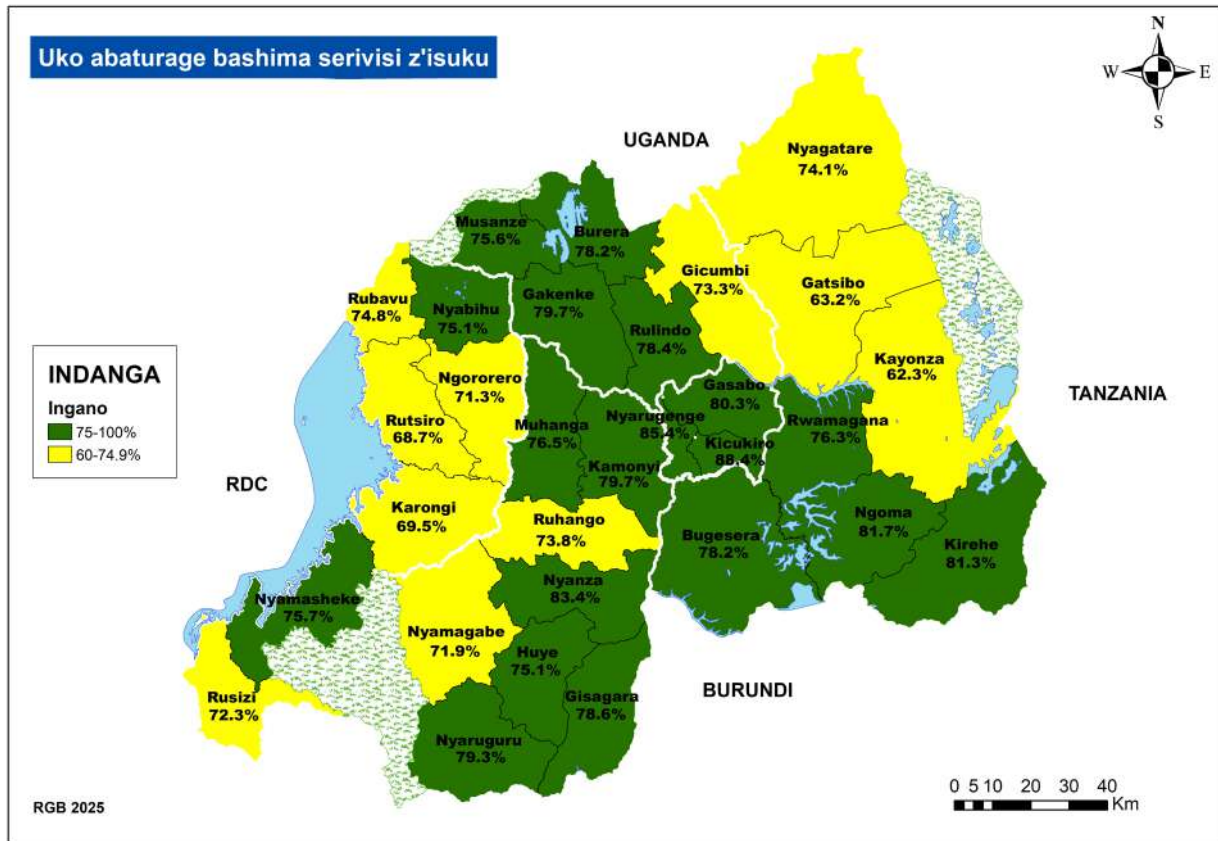 Uko abaturage bashima serivisi z'isuku
N
W
E
S
UGANDA
Nyagatare
74.1%
Musanze
75.6%
Burera
78.2%
Gicumbi
73.3%
Gatsibo
63.2%
Rubavu
74.8%
Nyabihu
75.1%
Gakenke
79.7%
Rulindo
78.4%
Kayonza
62.3%
INDANGA
Ingano
75-100%
60-74.9%
Ngororero
71.3%
Rutsiro
68.7%
Muhanga
76.5%
Nyarugenge
85.4%
Gasabo
80.3%
Kicukiro
88.4%
Rwamagana
76.3%
TANZANIA
Kamonyi
79.7%
RDC
Karongi
69.5%
Ruhango
73.8%
Bugesera
78.2%
Ngoma
81.7%
Kirehe
81.3%
Nyamasheke
75.7%
Nyanza
83.4%
Nyamagabe
71.9%
Huye
75.1%
Gisagara
78.6%
BURUNDI
Rusizi
72.3%
Nyaruguru
79.3%
RGB 2025
0 5 10 20 30 40
Km